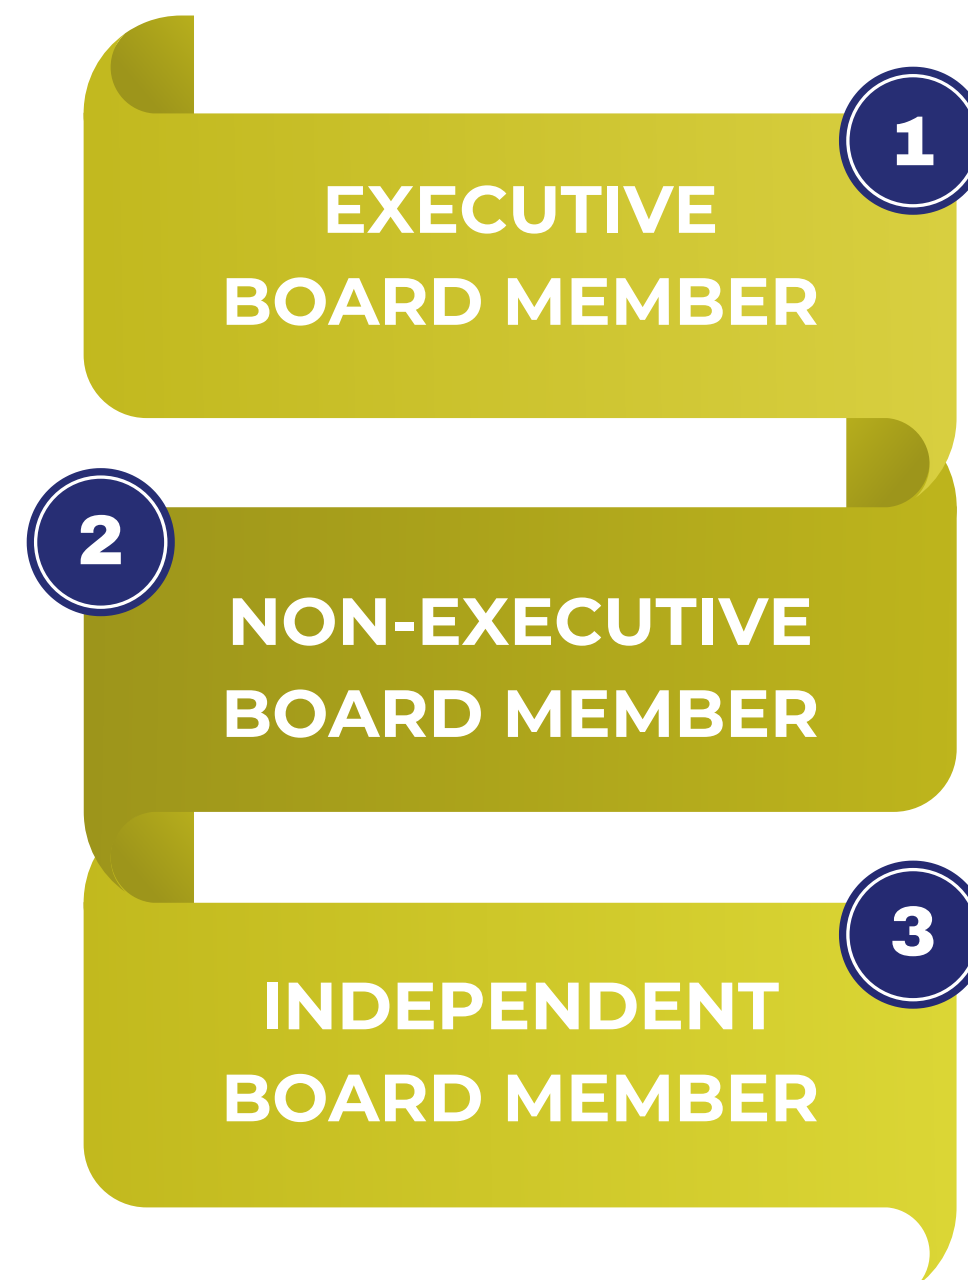 1
EXECUTIVE
BOARD MEMBER
2
NON-EXECUTIVE
BOARD MEMBER
3
INDEPENDENT
BOARD MEMBER